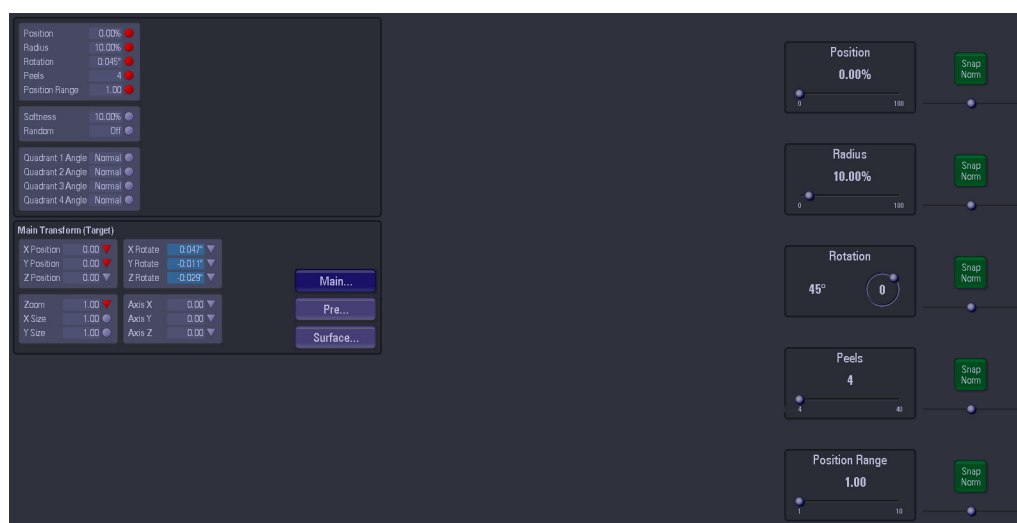 Position 0.00%
Radius 10.00%
Rotation 0:045°
Peels 4
Position Range 1.00
Softness 10.00%
Random Off
Quadrant 1 Angle Normal
Quadrant 2 Angle Normal
Quadrant 3 Angle Normal
Quadrant 4 Angle Normal
Main Transform (Target)
X Position 0.00 X Rotate 0:047°
Y Position 0.00 Y Rotate -0:011°
Z Position 0.00 Z Rotate -0:029°
Zoom 1.00 Axis X 0.00
X Size 1.00 Axis Y 0.00
Y Size 1.00 Axis Z 0.00
Main...
Pre...
Surface...
Position
0.00%
0 100
Snap
Norm
Radius
10.00%
0 100
Snap
Norm
Rotation
45° 0
Snap
Norm
Peels
4
4 40
Snap
Norm
Position Range
1.00
1 10
Snap
Norm